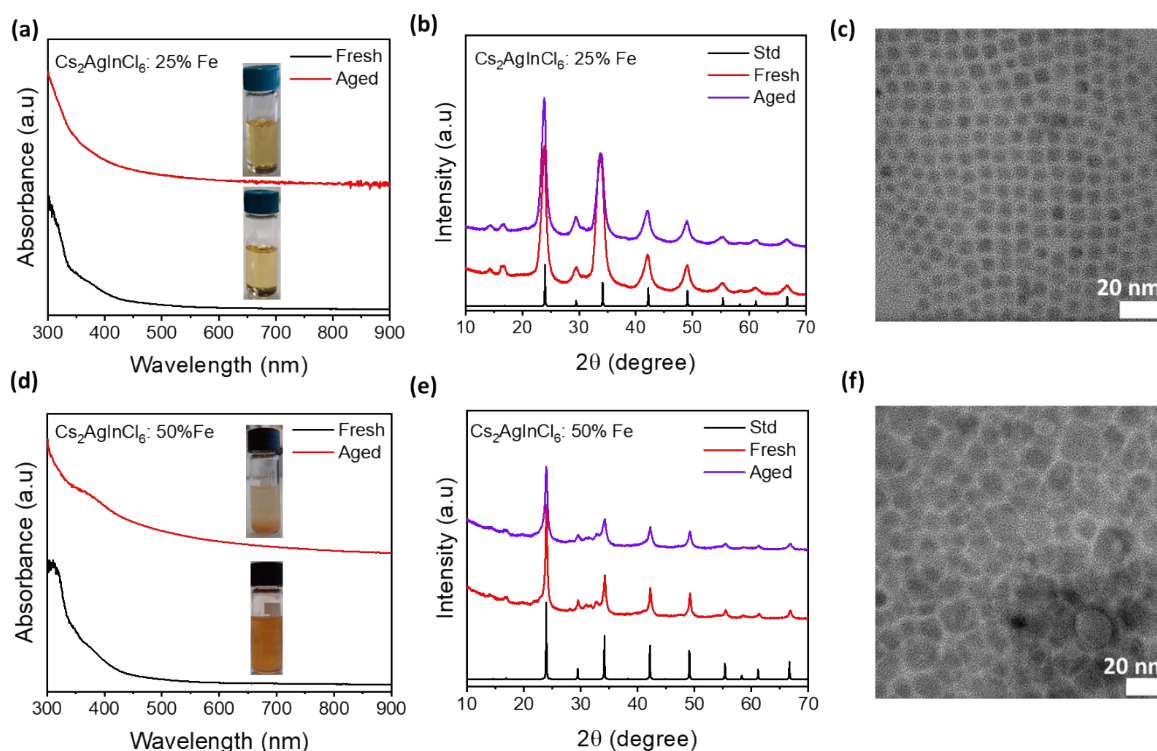 (a)
Cs₂AgInCl₆: 25% Fe
Fresh
Aged
Absorbance (a.u)
300 400 500 600 700 800 900
Wavelength (nm)
(b)
Cs₂AgInCl₆: 25% Fe
Std
Fresh
Aged
Intensity (a.u)
10 20 30 40 50 60 70
2θ (degree)
(c)
20 nm
(d)
Cs₂AgInCl₆: 50%Fe
Fresh
Aged
Absorbance (a.u)
300 400 500 600 700 800 900
Wavelength (nm)
(e)
Cs₂AgInCl₆: 50% Fe
Std
Fresh
Aged
Intensity (a.u)
10 20 30 40 50 60 70
2θ (degree)
(f)
20 nm